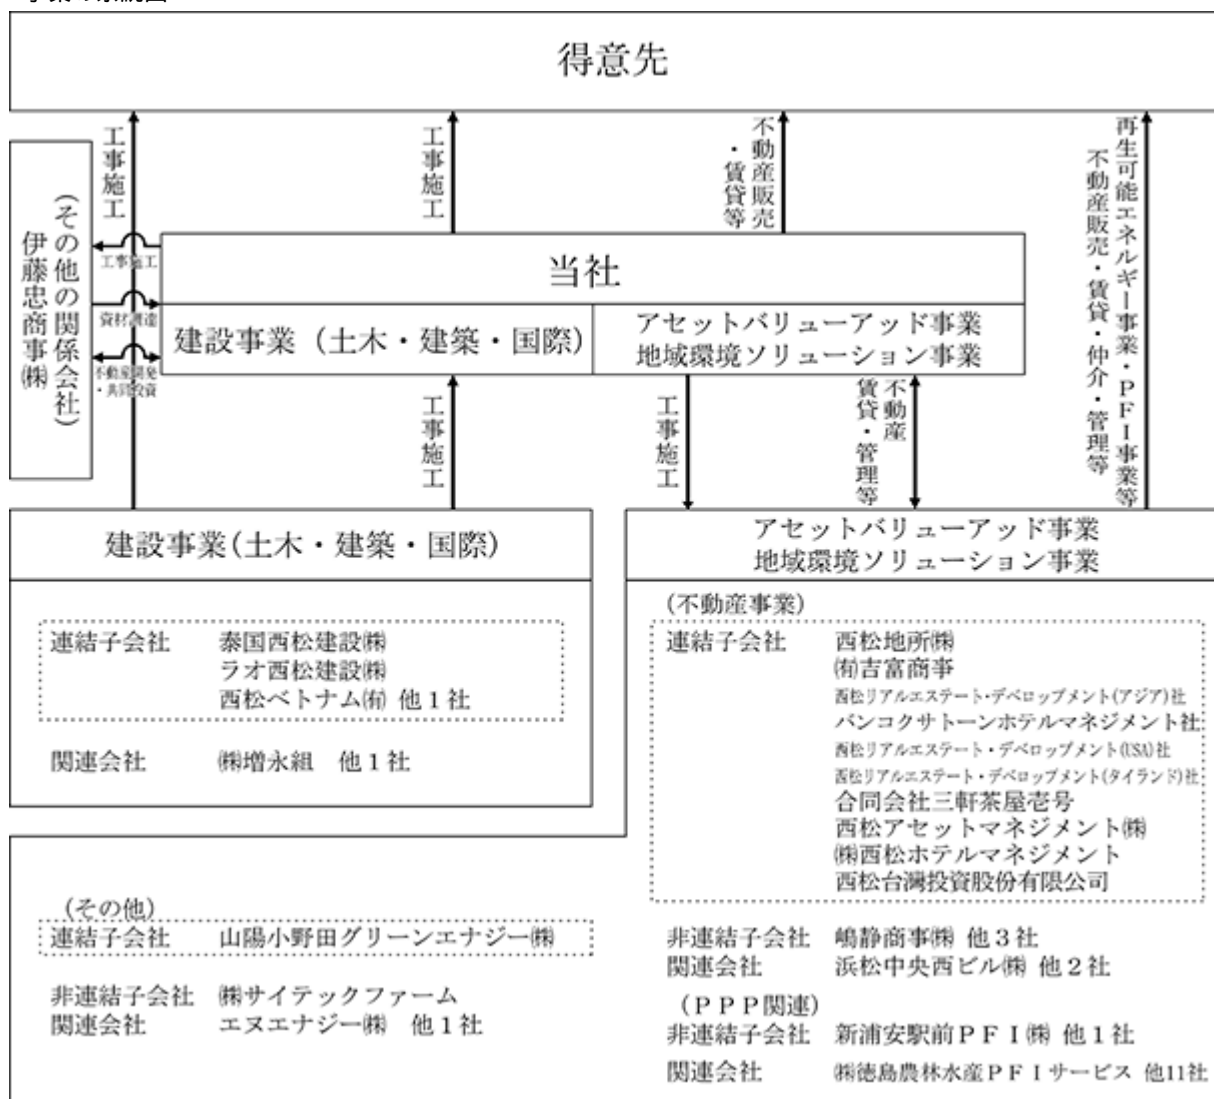 得意先
工事施工
工事施工
不動産販売
・賃貸等
再生可能エネルギー事業・PFI事業等
不動産販売・賃貸・仲介・管理等
(その他の関係会社)
伊藤忠商事㈱
工事施工
資材調達
不動産開発
・共同投資
当社
建設事業(土木・建築・国際)
アセットバリューアッド事業
地域環境ソリューション事業
工事施工
工事施工
不動産
賃貸・管理等
建設事業(土木・建築・国際)
連結子会社 泰国西松建設㈱
ラオ西松建設㈱
西松ベトナム㈲ 他1社
関連会社 ㈱増永組 他1社
アセットバリューアッド事業
地域環境ソリューション事業
(不動産事業)
連結子会社 西松地所㈱
㈲吉富商事
西松リアルエステート・デベロップメント(アジア)社
バンコクサトーンホテルマネジメント社
西松リアルエステート・デベロップメント(USA)社
西松リアルエステート・デベロップメント(タイランド)社
合同会社三軒茶屋壱号
西松アセットマネジメント㈱
㈱西松ホテルマネジメント
西松台灣投資股份有限公司
非連結子会社 嶋静商事㈱ 他3社
関連会社 浜松中央西ビル㈱ 他2社
(PPP関連)
非連結子会社 新浦安駅前PFI㈱ 他1社
関連会社 ㈱徳島農林水産PFIサービス 他11社
(その他)
連結子会社 山陽小野田グリーンエナジー㈱
非連結子会社 ㈱サイテックファーム
関連会社 エヌエナジー㈱ 他1社